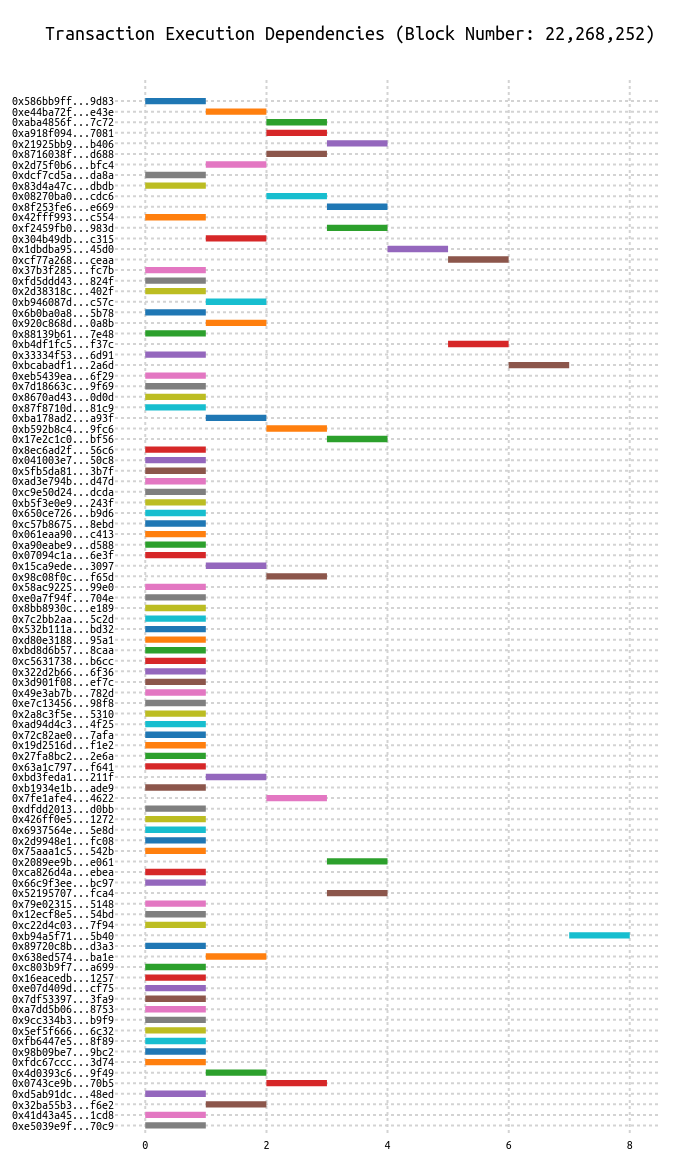 Transaction Execution Dependencies (Block Number: 22,268,252)
0x586bb9ff...9d83
0xe44ba72f...e43e
0xaba4856f...7c72
0xa918f094...7081
0x21925bb9...b406
0x8716038f...d688
0x2d75f0b6...bfc4
0xdcf7cd5a...da8a
0x83d4a47c...dbdb
0x08270ba0...cdc6
0x8f253fe6...e669
0x42fff993...c554
0xf2459fb0...983d
0x304b49db...c315
0x1dbdba95...45d0
0xcf77a268...ceaa
0x37b3f285...fc7b
0xfd5ddd43...824f
0x2d38318c...402f
0xb946087d...c57c
0x6b0ba0a8...5b78
0x920c868d...0a8b
0x88139b61...7e48
0xb4df1fc5...f37c
0x33334f53...6d91
0xbcabadf1...2a6d
0xeb5439ea...6f29
0x7d18663c...9f69
0x8670ad43...0d0d
0x87f8710d...81c9
0xba178ad2...a93f
0xb592b8c4...9fc6
0x17e2c1c0...bf56
0x8ec6ad2f...56c6
0x041003e7...50c8
0x5fb5da81...3b7f
0xad3e794b...d47d
0xc9e50d24...dcda
0xb5f3e0e9...243f
0x650ce726...b9d6
0xc57b8675...8ebd
0x061eaa90...c413
0xa90eabe9...d588
0x07094c1a...6e3f
0x15ca9ede...3097
0x98c08f0c...f65d
0x58ac9225...99e0
0xe0a7f94f...704e
0x8bb8930c...e189
0x7c2bb2aa...5c2d
0x532b111a...bd32
0xd80e3188...95a1
0xbd8d6b57...8caa
0xc5631738...b6cc
0x322d2b66...6f36
0x3d901f08...ef7c
0x49e3ab7b...782d
0xe7c13456...98f8
0x2a8c3f5e...5310
0xad94d4c3...4f25
0x72c82ae0...7afa
0x19d2516d...f1e2
0x27fa8bc2...2e6a
0x63a1c797...f641
0xbd3feda1...211f
0xb1934e1b...ade9
0x7fe1afe4...4622
0xdfdd2013...d0bb
0x426ff0e5...1272
0x6937564e...5e8d
0x2d9948e1...fc08
0x75aaa1c5...542b
0x2089ee9b...e061
0xca826d4a...ebea
0x66c9f3ee...bc97
0x52195707...fca4
0x79e02315...5148
0x12ecf8e5...54bd
0xc22d4c03...7f94
0xb94a5f71...5b40
0x89720c8b...d3a3
0x638ed574...ba1e
0xc803b9f7...a699
0x16eacedb...1257
0xe07d409d...cf75
0x7df53397...3fa9
0xa7dd5b06...8753
0x9cc334b3...b9f9
0x5ef5f666...6c32
0xfb6447e5...8f89
0x98b09be7...9bc2
0xfdc67ccc...3d74
0x4d0393c6...9f49
0x0743ce9b...70b5
0xd5ab91dc...48ed
0x32ba55b3...f6e2
0x41d43a45...1cd8
0xe5039e9f...70c9
0 2 4 6 8